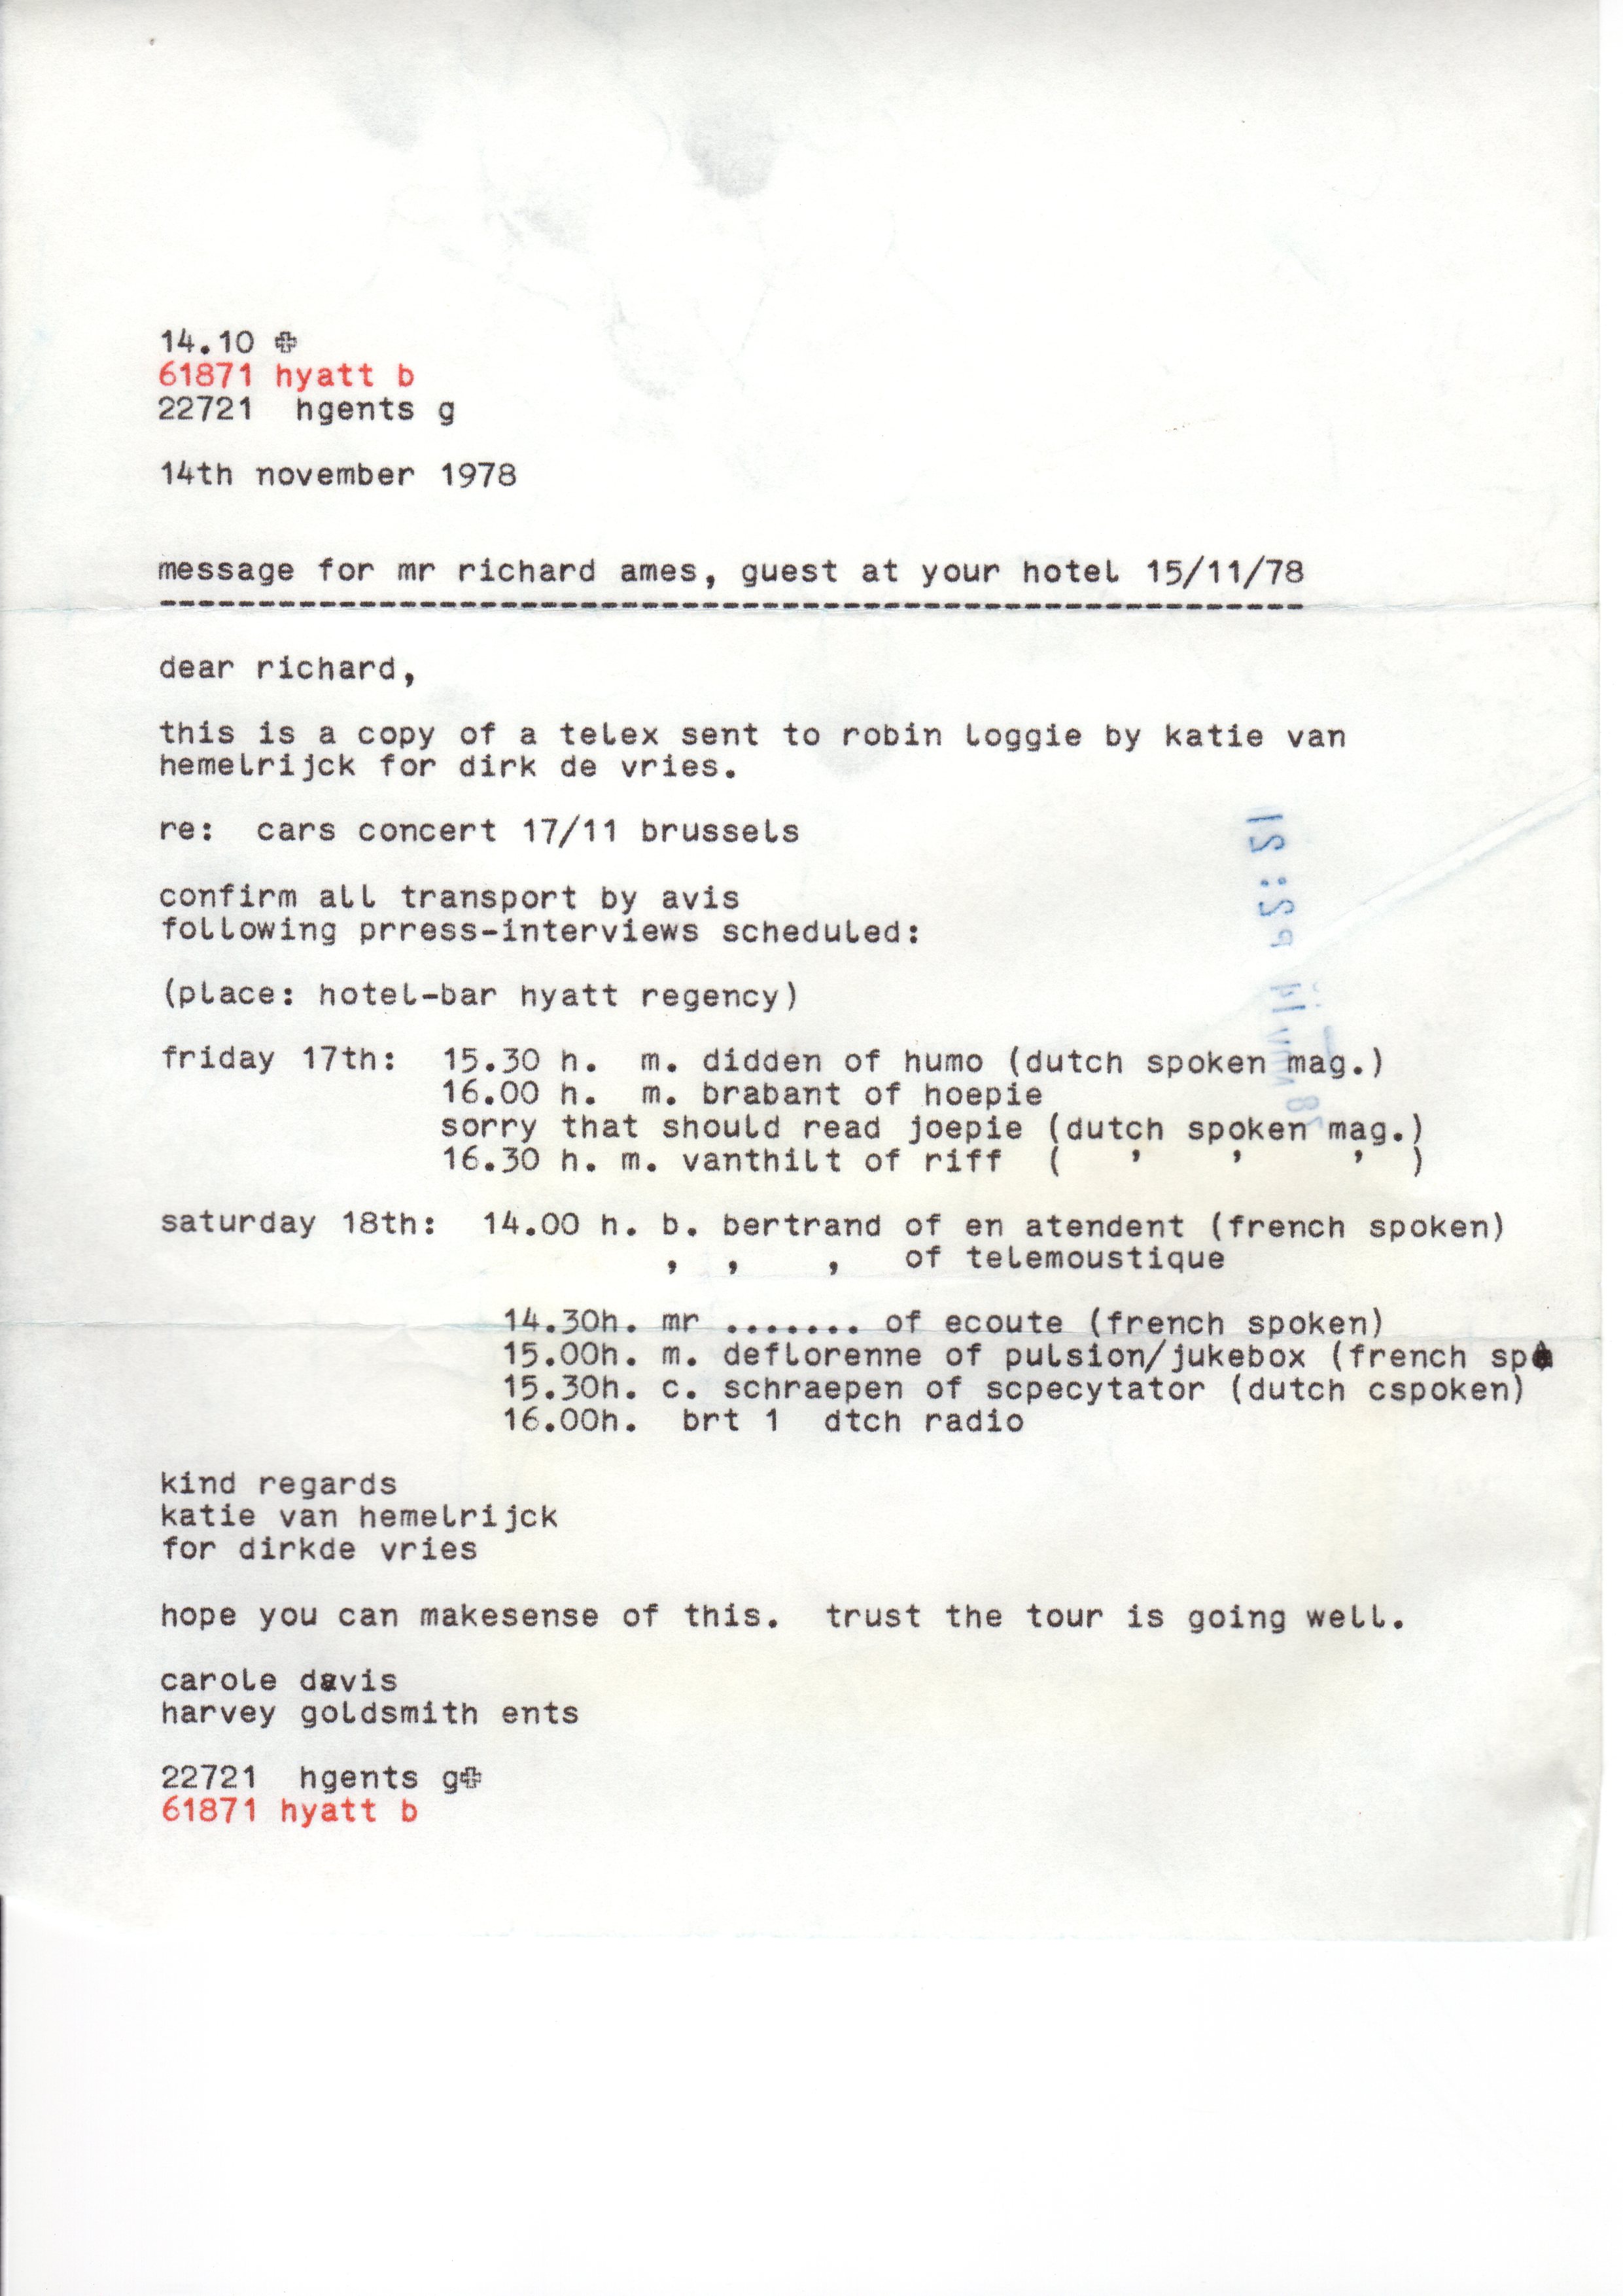 14.10 ✠
61871 hyatt b
22721  hgents g
14th november 1978
message for mr richard ames, guest at your hotel 15/11/78
---------------------------------------------------------
dear richard,
this is a copy of a telex sent to robin loggie by katie van
hemelrijck for dirk de vries.
re:  cars concert 17/11 brussels
confirm all transport by avis
following prress-interviews scheduled:
(place: hotel-bar hyatt regency)
friday 17th:  15.30 h.  m. didden of humo (dutch spoken mag.)
16.00 h.  m. brabant of hoepie
sorry that should read joepie (dutch spoken mag.)
16.30 h. m. vanthilt of riff  (   ,    ,     ,  )
saturday 18th:  14.00 h. b. bertrand of en atendent (french spoken)
,  ,    ,   of telemoustique
14.30h. mr ....... of ecoute (french spoken)
15.00h. m. deflorenne of pulsion/jukebox (french spo
15.30h. c. schraepen of scpecytator (dutch cspoken)
16.00h.  brt 1  dtch radio
kind regards
katie van hemelrijck
for dirkde vries
hope you can makesense of this.  trust the tour is going well.
carole davis
harvey goldsmith ents
22721  hgents g✠
61871 hyatt b